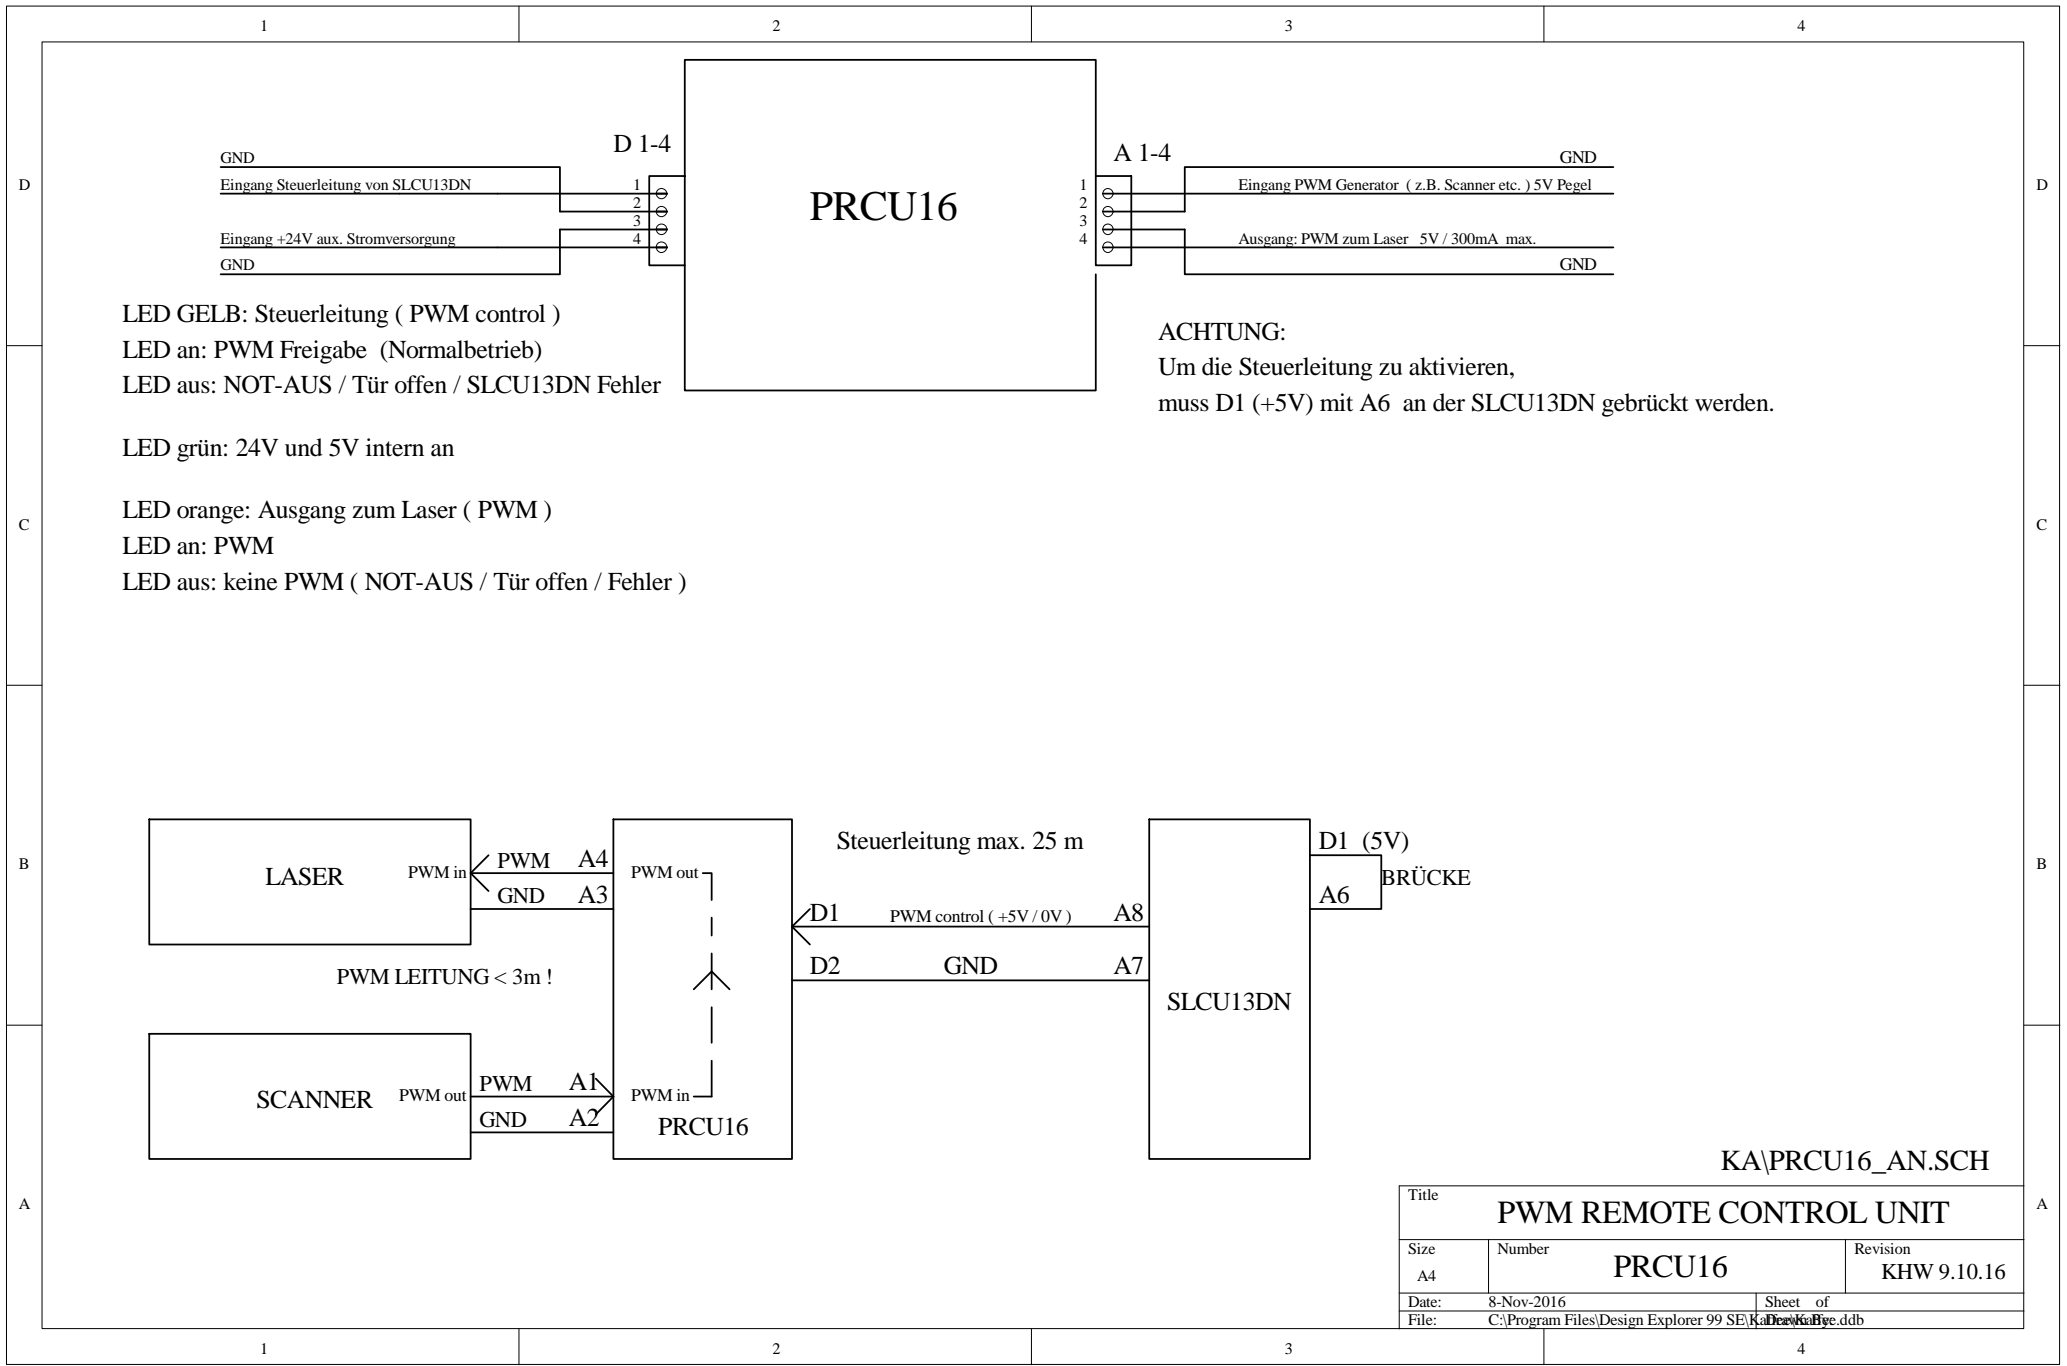 1 2 3 4
D 1-4
A 1-4
GND
GND
D
Eingang Steuerleitung von SLCU13DN
1
1
Eingang PWM Generator ( z.B. Scanner etc. ) 5V Pegel
D
2
2
PRCU16
3
3
Eingang +24V aux. Stromversorgung
4
4
Ausgang: PWM zum Laser 5V / 300mA max.
GND
GND
LED GELB: Steuerleitung ( PWM control )
LED an: PWM Freigabe (Normalbetrieb)
LED aus: NOT-AUS / Tür offen / SLCU13DN Fehler
ACHTUNG:
Um die Steuerleitung zu aktivieren,
muss D1 (+5V) mit A6 an der SLCU13DN gebrückt werden.
LED grün: 24V und 5V intern an
LED orange: Ausgang zum Laser ( PWM )
C
C
LED an: PWM
LED aus: keine PWM ( NOT-AUS / Tür offen / Fehler )
Steuerleitung max. 25 m
D1 (5V)
B
LASER
PWM in
PWM
A4
PWM out
BRÜCKE
B
GND
A3
A6
D1
PWM control ( +5V / 0V )
A8
D2
GND
A7
PWM LEITUNG < 3m !
SLCU13DN
SCANNER
PWM out
PWM
A1
PWM in
GND
A2
PRCU16
KA\PRCU16_AN.SCH
A
Title
PWM REMOTE CONTROL UNIT
A
Size
Number
Revision
A4
PRCU16
KHW 9.10.16
Date:
8-Nov-2016
Sheet of
File:
C:\Program Files\Design Explorer 99 SE\
.ddb
1 2 3 4